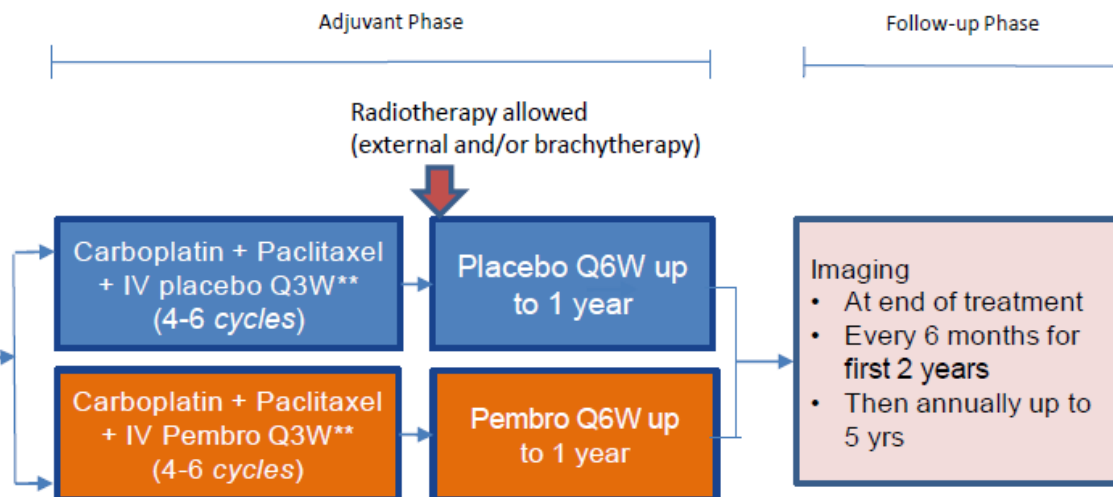 Adjuvant Phase
Follow-up Phase
Radiotherapy allowed
(external and/or brachytherapy)
Carboplatin + Paclitaxel
+ IV placebo Q3W**
(4-6 cycles)
Placebo Q6W up
to 1 year
Carboplatin + Paclitaxel
+ IV Pembro Q3W**
(4-6 cycles)
Pembro Q6W up
to 1 year
Imaging
• At end of treatment
• Every 6 months for
first 2 years
• Then annually up to
5 yrs